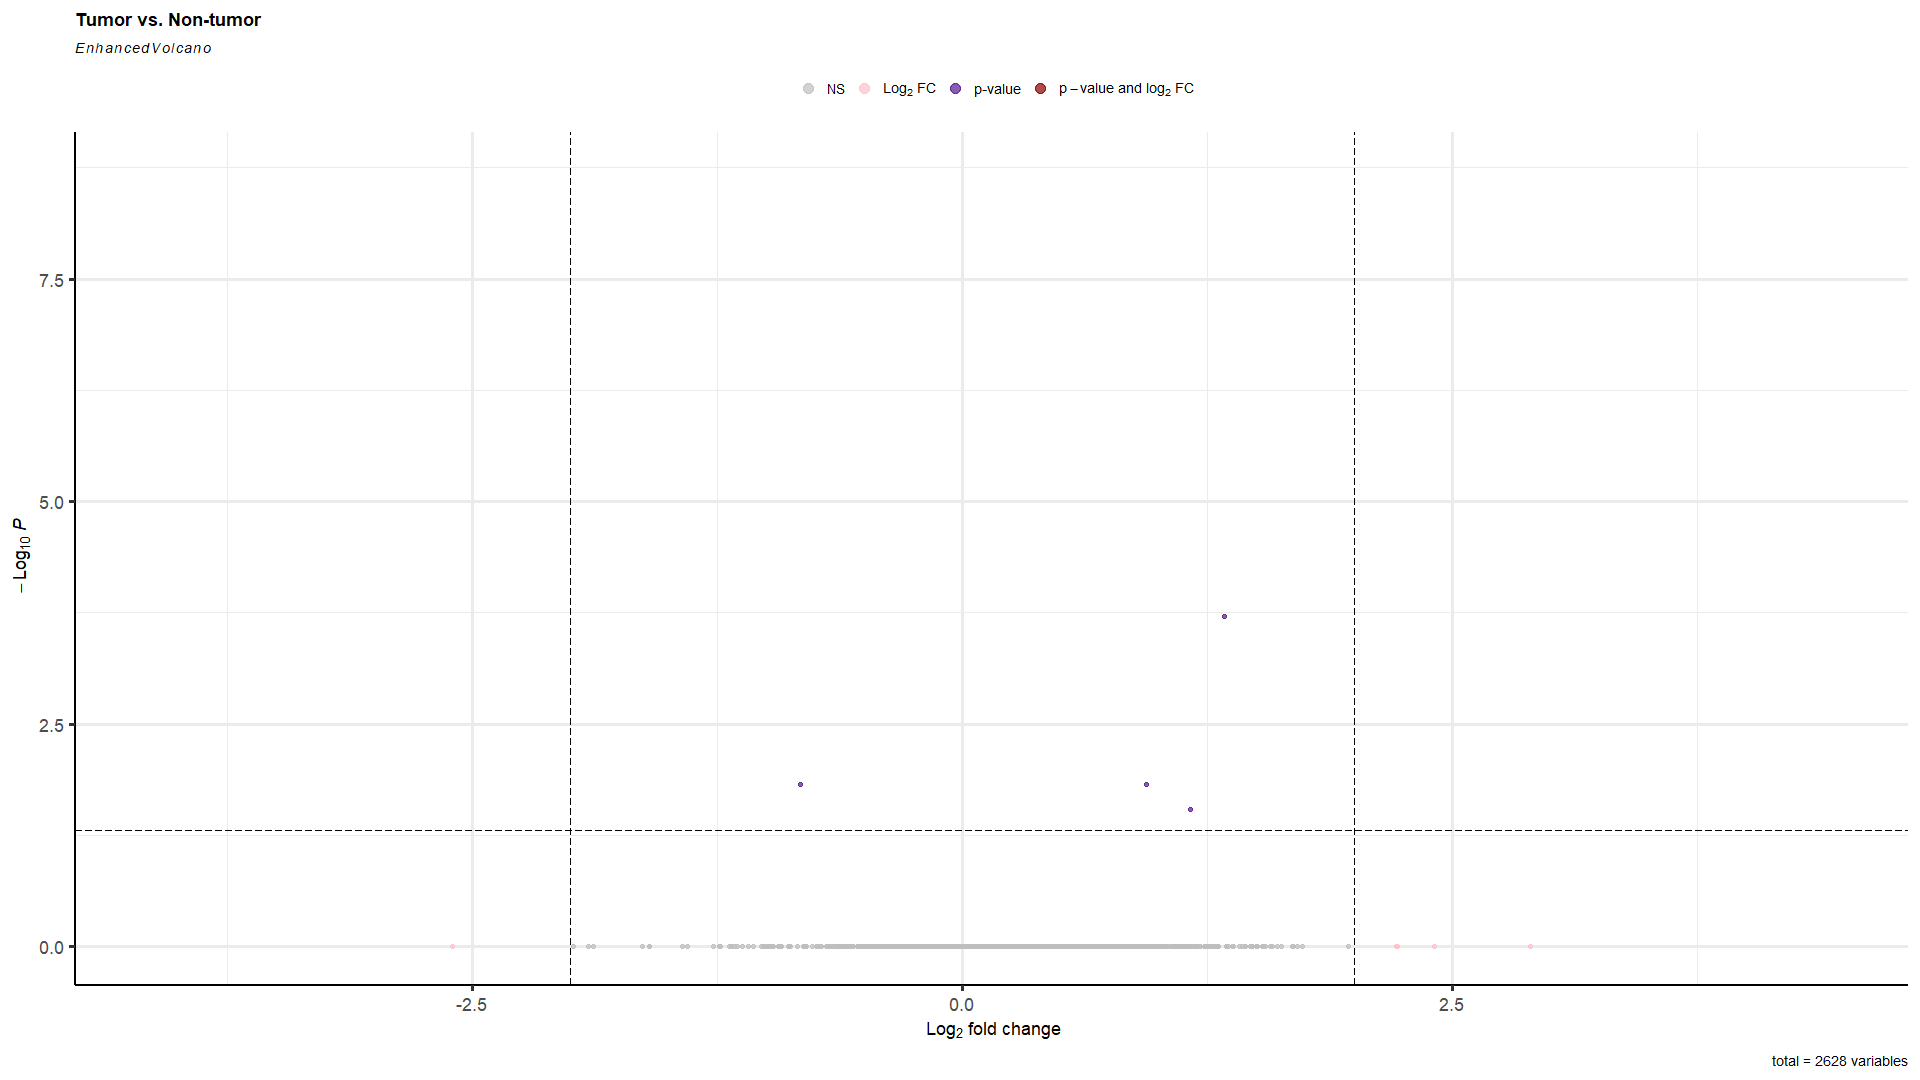 Tumor vs. Non-tumor
EnhancedVolcano
NS Log2 FC p-value p − value and log2 FC
7.5
5.0
2.5
0.0
− Log10 P
-2.5 0.0 2.5
Log2 fold change
total = 2628 variables